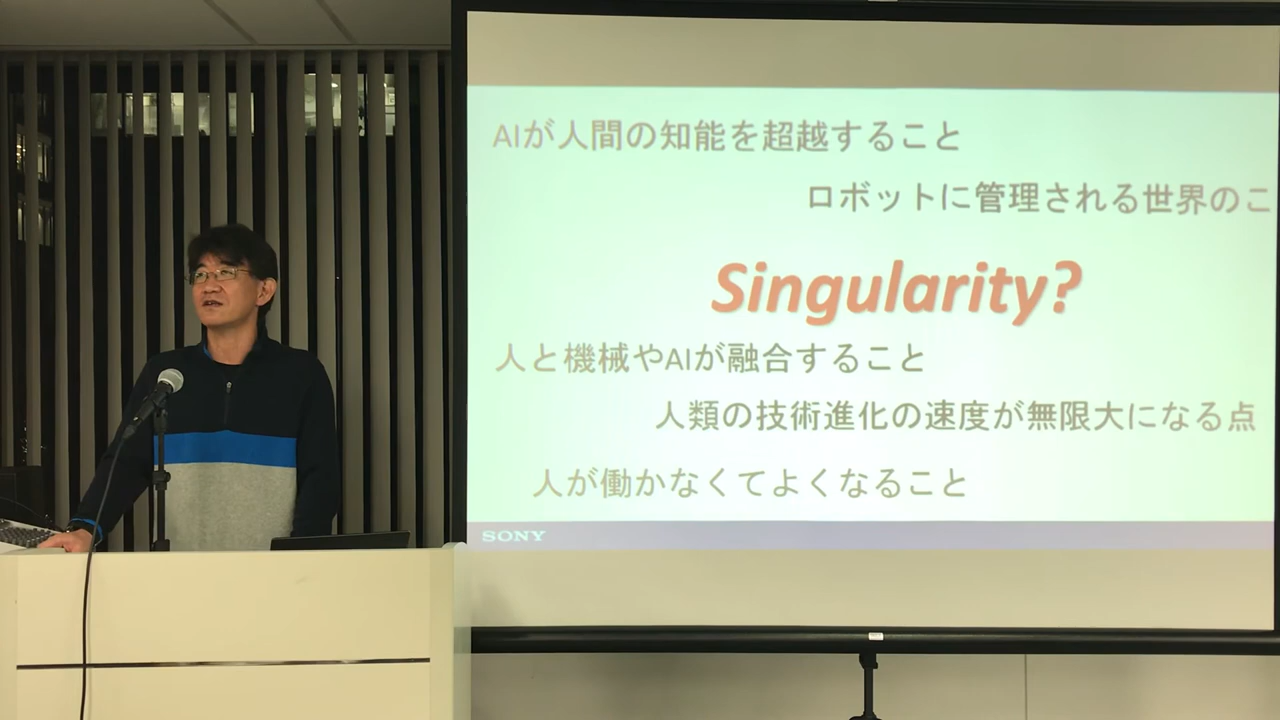 AIが人間の知能を超越すること
ロボットに管理される世界のこ
Singularity?
人と機械やAIが融合すること
人類の技術進化の速度が無限大になる点
人が働かなくてよくなること
SONY